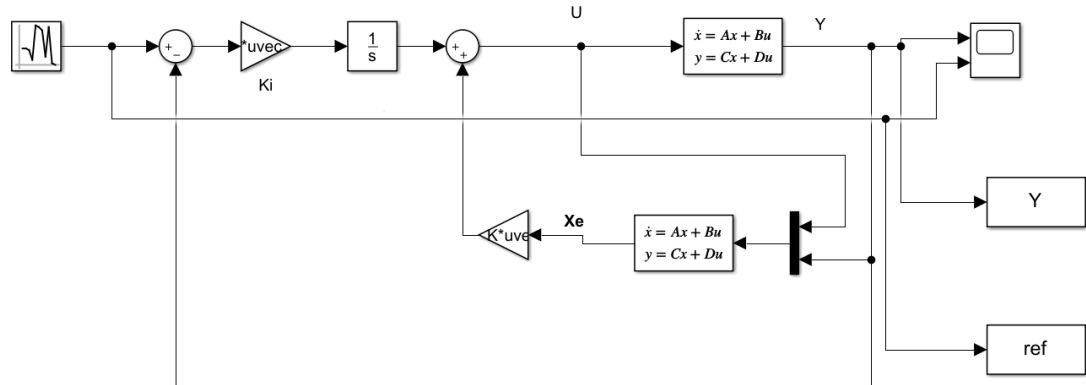 U
Y
+
−
*uvec
Ki
1
s
+
+
ẋ = Ax + Bu
y = Cx + Du
Y
K*uve
Xe
ẋ = Ax + Bu
y = Cx + Du
ref